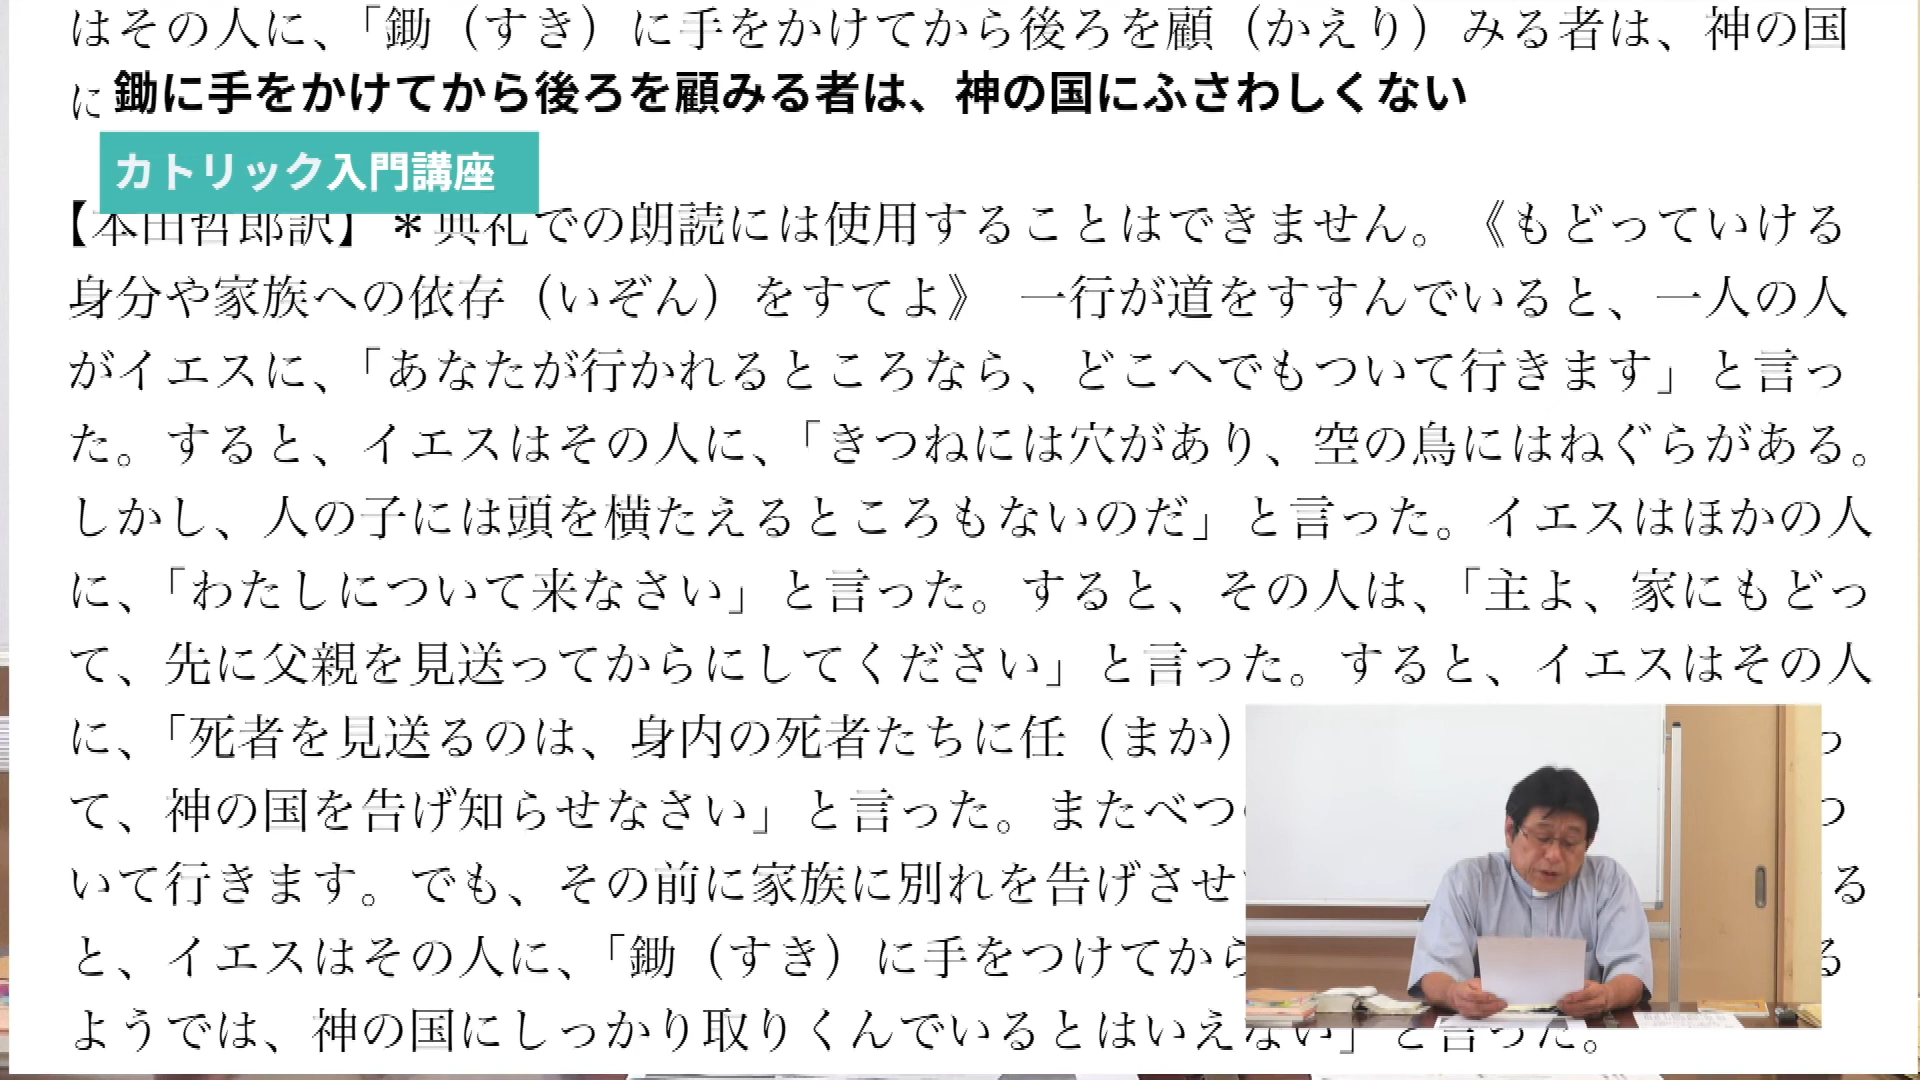 はその人に、「鋤（すき）に手をかけてから後ろを顧（かえり）みる者は、神の国
に
鋤に手をかけてから後ろを顧みる者は、神の国にふさわしくない
カトリック入門講座
【本田哲郎訳】＊典礼での朗読には使用することはできません。《もどっていける
身分や家族への依存（いぞん）をすてよ》　一行が道をすすんでいると、一人の人
がイエスに、「あなたが行かれるところなら、どこへでもついて行きます」と言っ
た。すると、イエスはその人に、「きつねには穴があり、空の鳥にはねぐらがある。
しかし、人の子には頭を横たえるところもないのだ」と言った。イエスはほかの人
に、「わたしについて来なさい」と言った。すると、その人は、「主よ、家にもどっ
て、先に父親を見送ってからにしてください」と言った。すると、イエスはその人
に、「死者を見送るのは、身内の死者たちに任（まか）
っ
て、神の国を告げ知らせなさい」と言った。またべつ
つ
いて行きます。でも、その前に家族に別れを告げさせ
る
と、イエスはその人に、「鋤（すき）に手をつけてから
る
ようでは、神の国にしっかり取りくんでいるとはいえない」と言った。